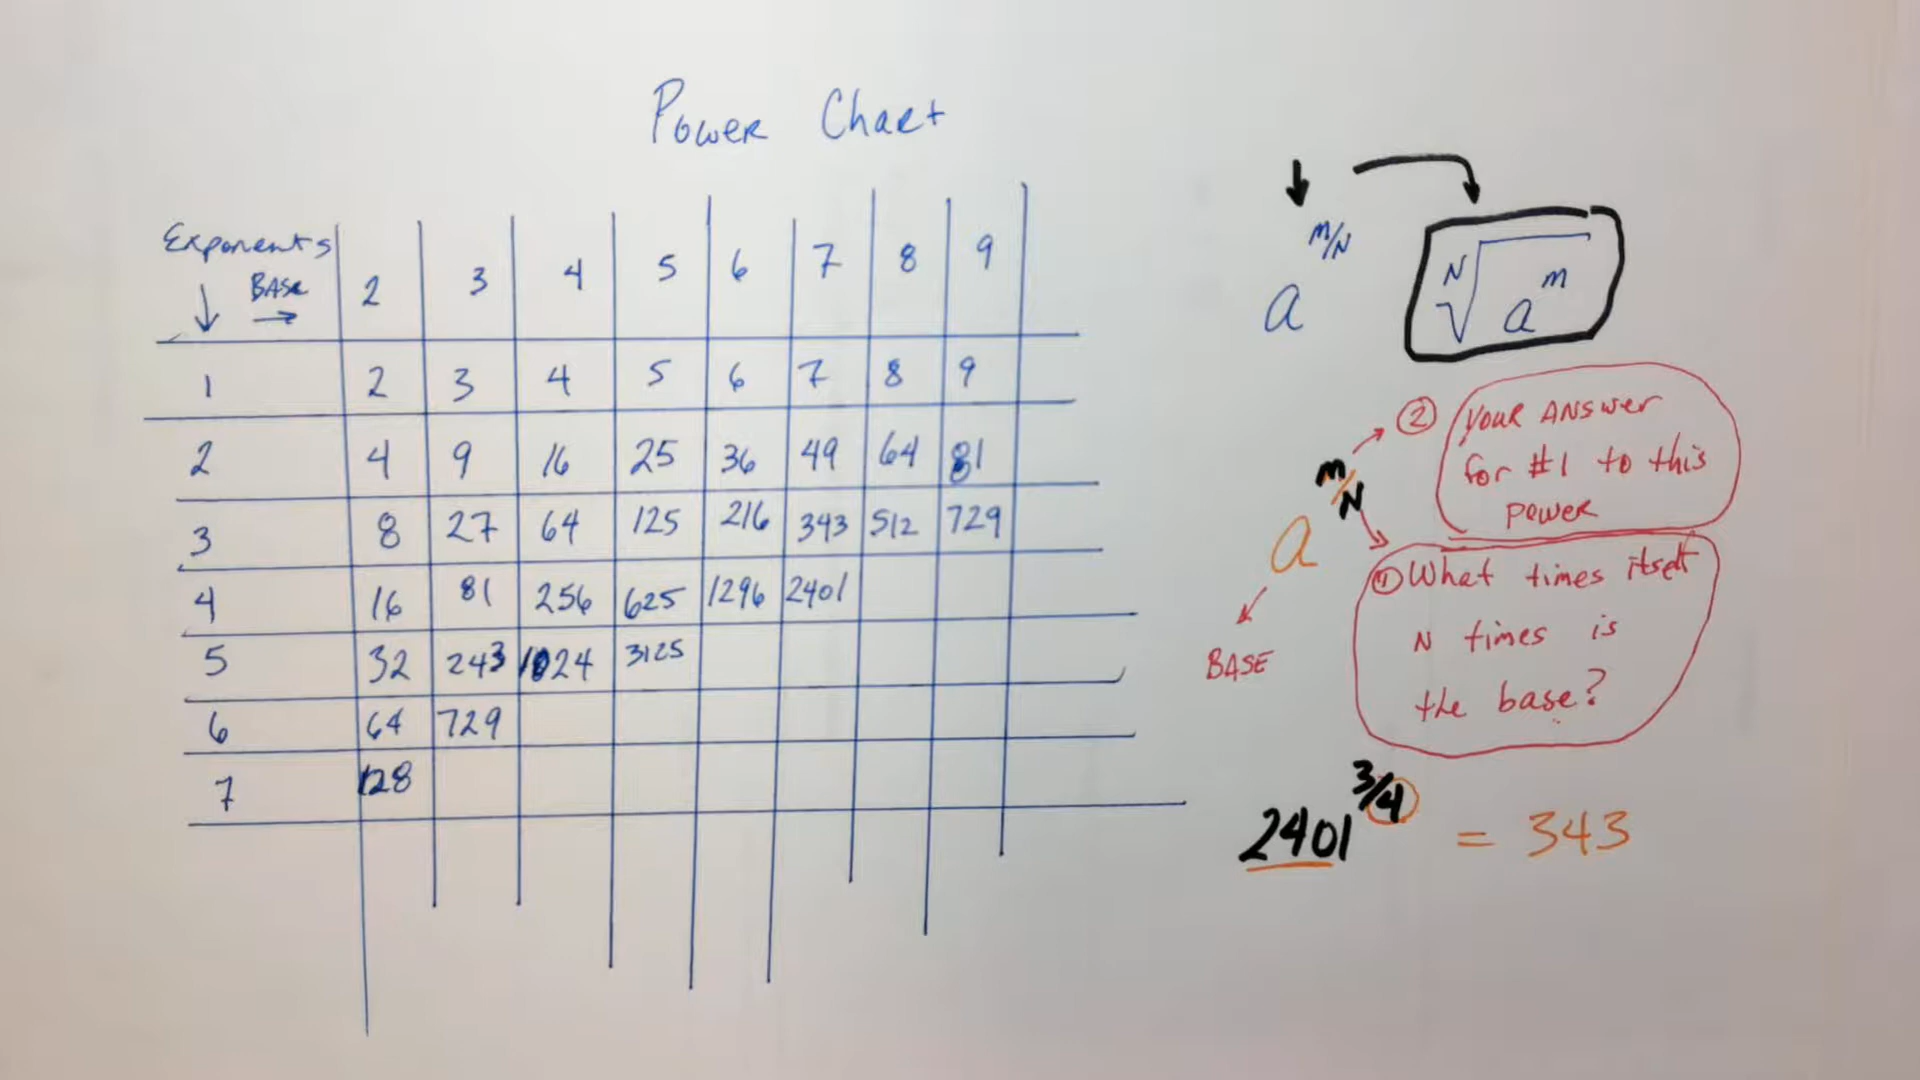 Power Chart
Exponents
Base
2 3 4 5 6 7 8 9
1 2 3 4 5 6 7 8 9
2 4 9 16 25 36 49 64 81
3 8 27 64 125 216 343 512 729
4 16 81 256 625 1296 2401
5 32 243 1024 3125
6 64 729
7 128
a^m/N
N√a^m
a^m/N
② Your Answer
for #1 to this
power
① What times itself
N times is
the base?
BASE
2401^3/4 = 343